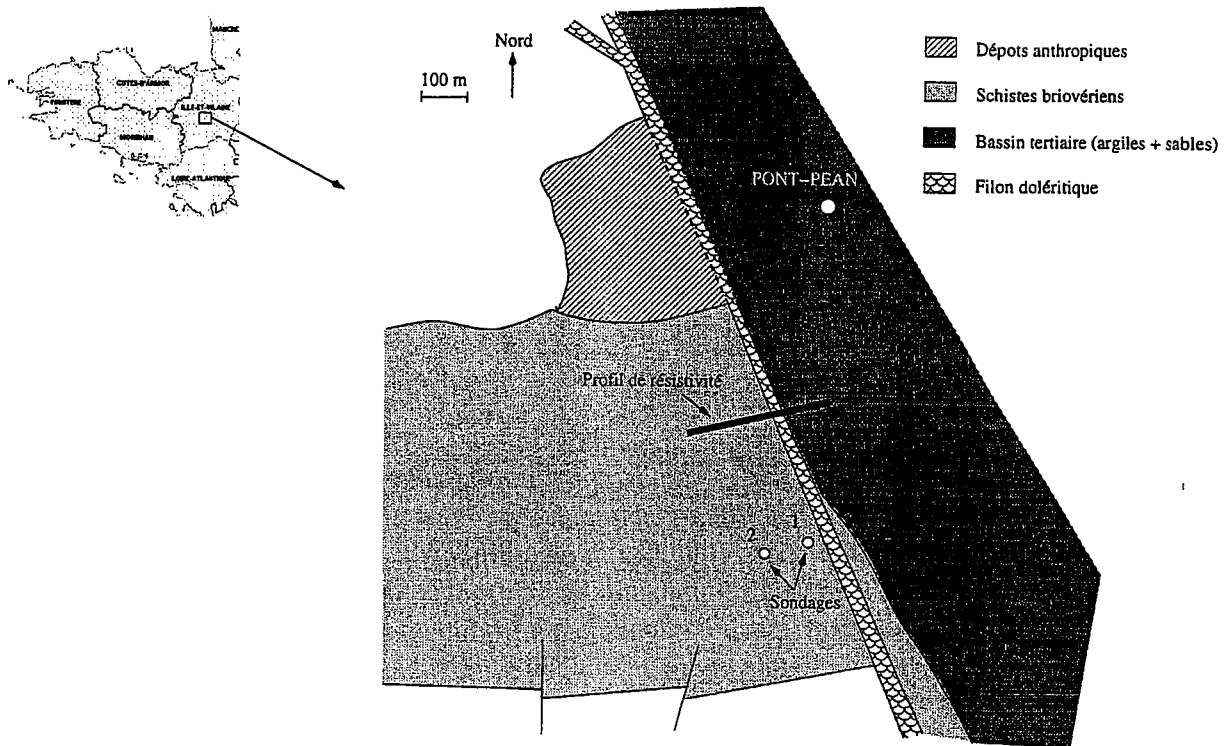 MANCHE
COTES-D'ARMOR
FINISTERE
ILLE-ET-VILAINE
MORBIHAN
LOIRE-ATLANTIQUE
Nord
100 m
Dépots anthropiques
Schistes briovériens
Bassin tertiaire (argiles + sables)
Filon doléritique
PONT-PEAN
Profil de résistivité
1
2
Sondages